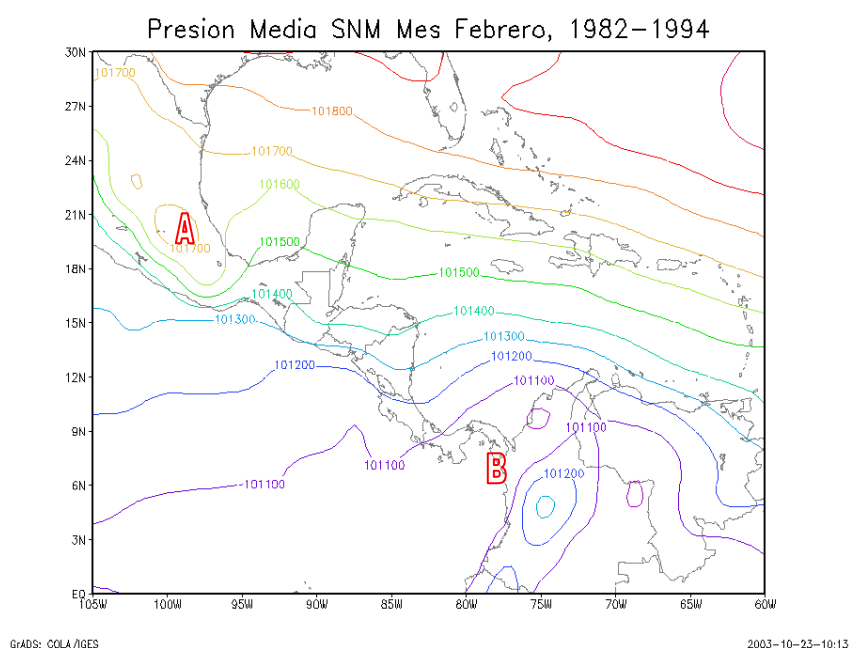 Presion Media SNM Mes Febrero, 1982-1994
30N
101700
27N
101800
24N
101700
101600
21N
A
101700
101500
18N
101500
101400
101400
15N
101300
101300
101200
101200
12N
101100
9N
101100
101100
B
101200
6N
101100
3N
EQ
105W 100W 95W 90W 85W 80W 75W 70W 65W 60W
GrADS: COLA/IGES 2003-10-23-10:13